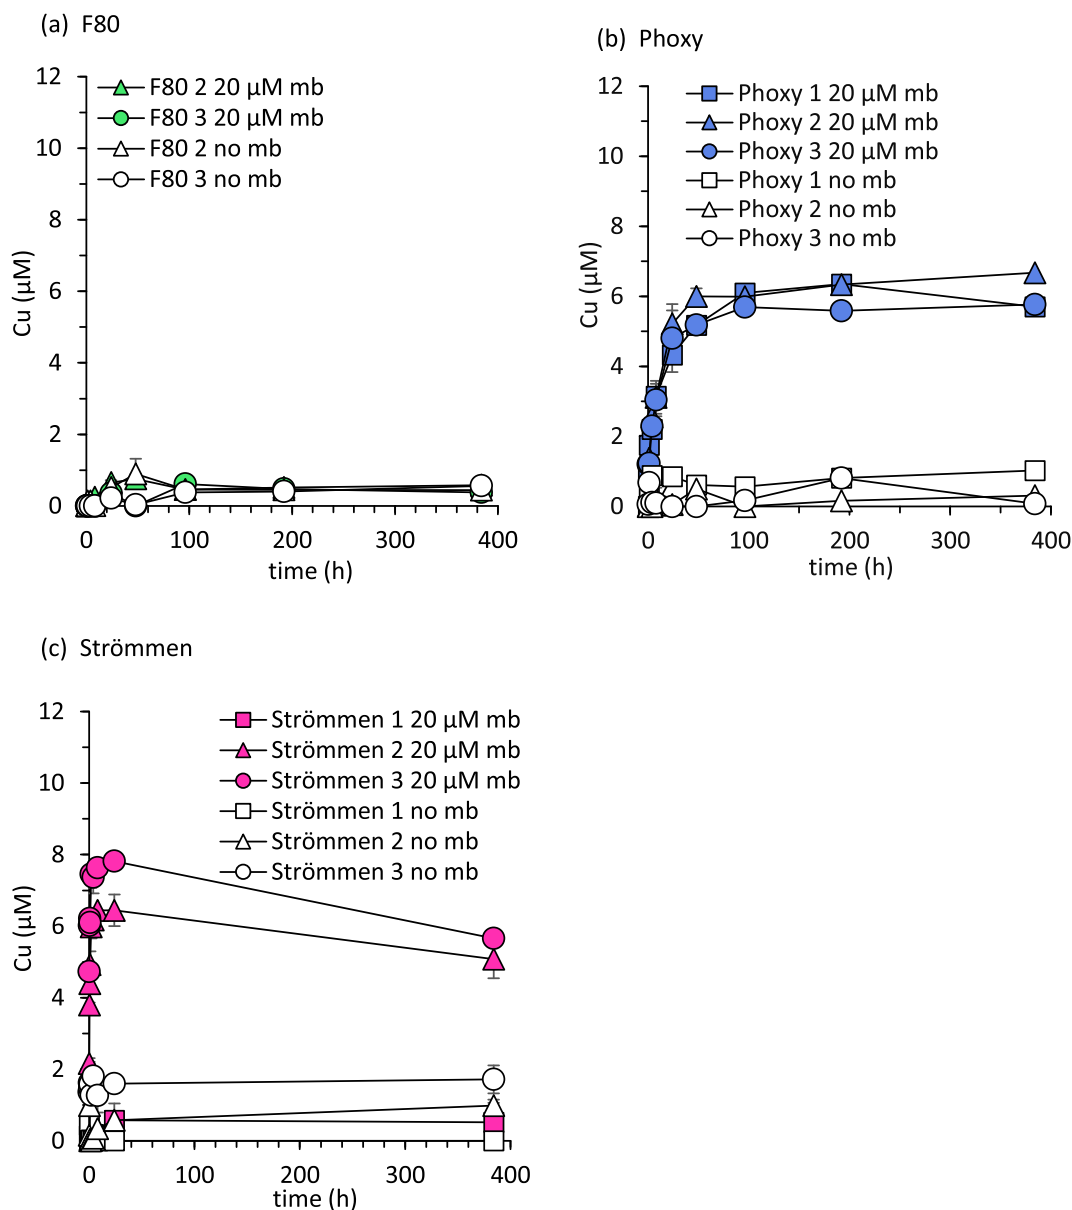 (a) F80
12
10
8
6
4
2
0
Cu (µM)
F80 2 20 µM mb
F80 3 20 µM mb
F80 2 no mb
F80 3 no mb
0 100 200 300 400
time (h)
(b) Phoxy
12
10
8
6
4
2
0
Cu (µM)
Phoxy 1 20 µM mb
Phoxy 2 20 µM mb
Phoxy 3 20 µM mb
Phoxy 1 no mb
Phoxy 2 no mb
Phoxy 3 no mb
0 100 200 300 400
time (h)
(c) Strömmen
12
10
8
6
4
2
0
Cu (µM)
Strömmen 1 20 µM mb
Strömmen 2 20 µM mb
Strömmen 3 20 µM mb
Strömmen 1 no mb
Strömmen 2 no mb
Strömmen 3 no mb
0 100 200 300 400
time (h)